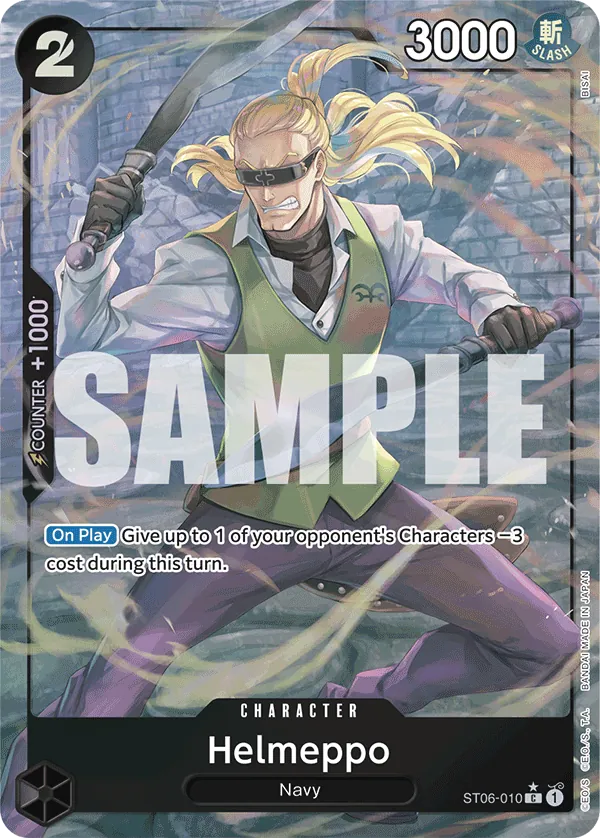 2
3000
斬
SLASH
BISAI
COUNTER +1000
SAMPLE
On Play Give up to 1 of your opponent's Characters −3
cost during this turn.
CHARACTER
Helmeppo
Navy
ST06-010 C 1
©E.O/S ©E.O./S., T.A. BANDAI MADE IN JAPAN